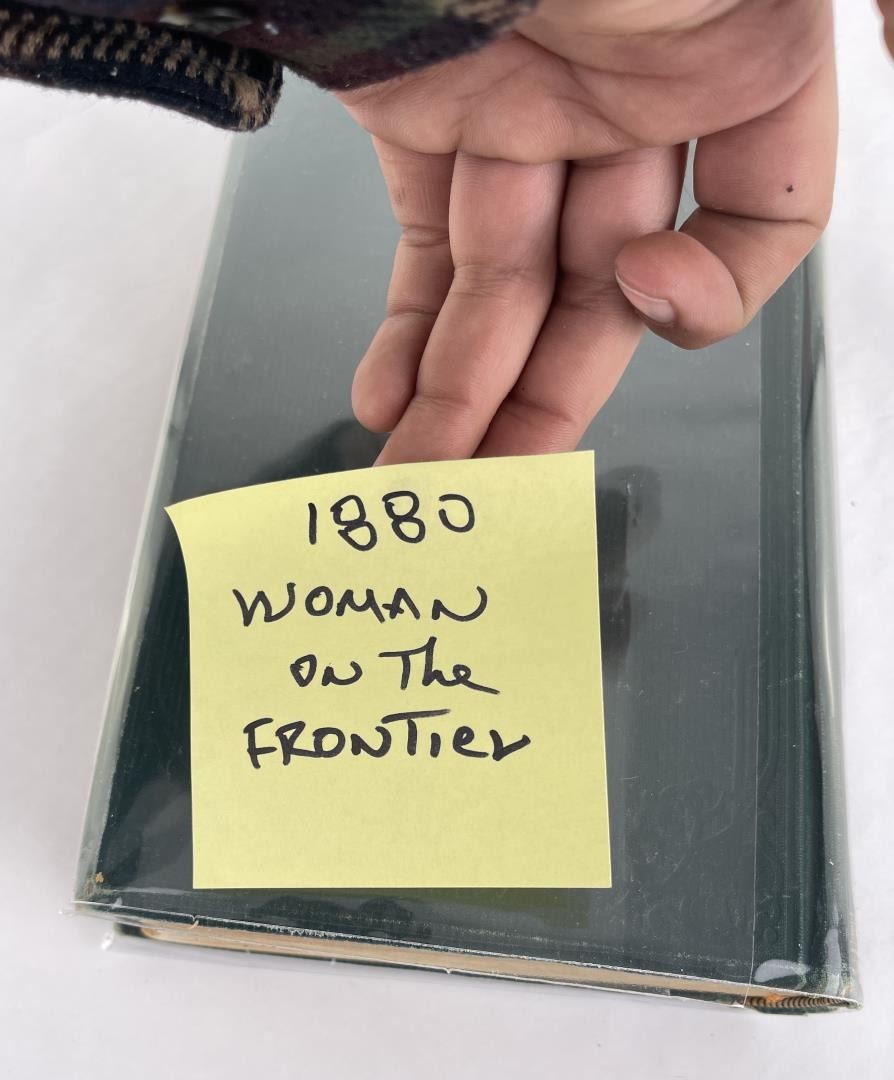 1880
WOMAN
ON The
FRONTIER